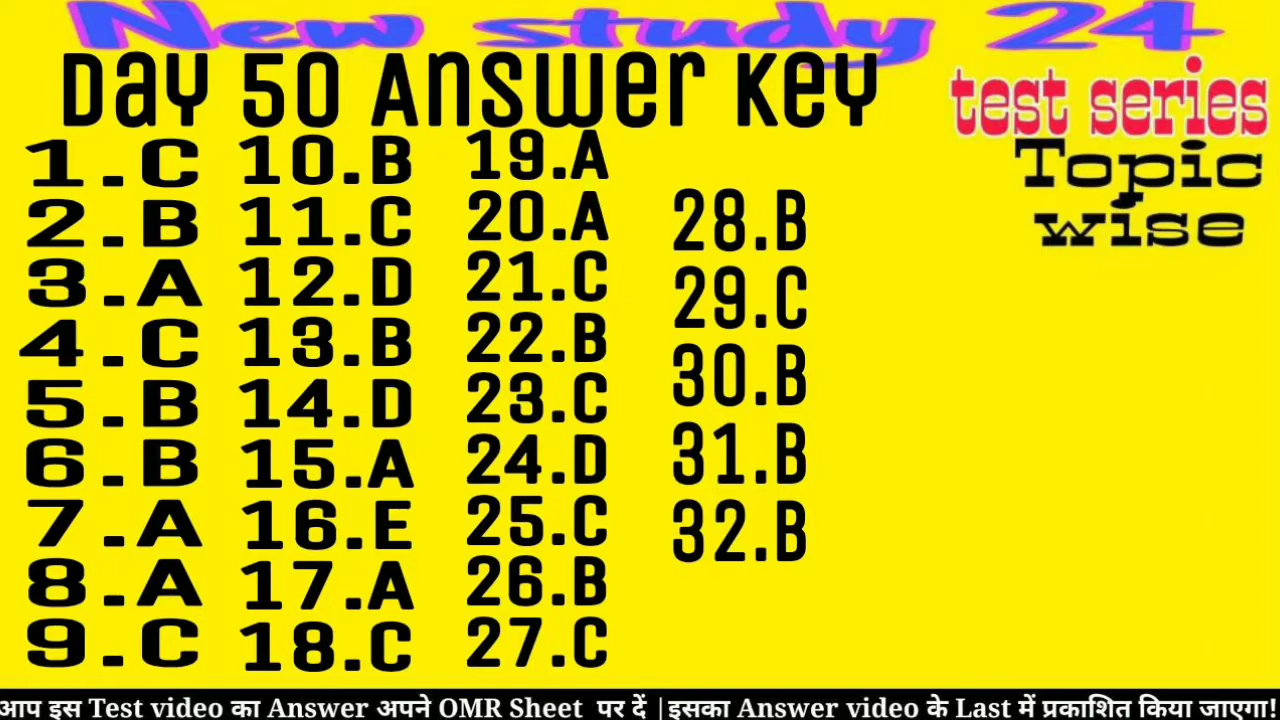 New study 24
Day 50 Answer Key
test series
Topic
wise
1.C
2.B
3.A
4.C
5.B
6.B
7.A
8.A
9.C
10.B
11.C
12.D
13.B
14.D
15.A
16.E
17.A
18.C
19.A
20.A
21.C
22.B
23.C
24.D
25.C
26.B
27.C
28.B
29.C
30.B
31.B
32.B
आप इस Test video का Answer अपने OMR Sheet पर दें |इसका Answer video के Last में प्रकाशित किया जाएगा!